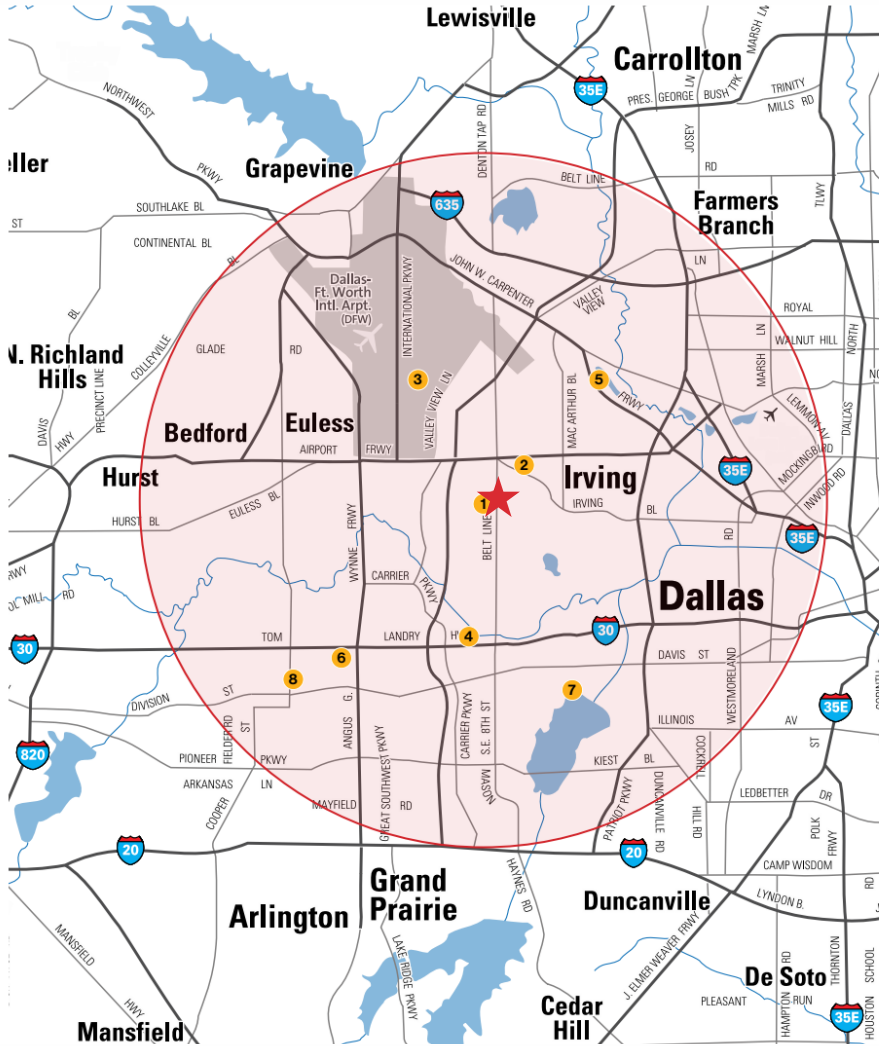 Lewisville
MARSH LN
Carrollton
35E
PRES. GEORGE BUSH TPK
TRINITY
MILLS RD
NORTHWEST
PKWY
DENTON TAP RD
JOSEY
LN
RD
eller
Grapevine
BELT LINE
TLWY
635
Farmers
Branch
SOUTHLAKE BL
ST
CONTINENTAL BL
BL
JOHN W. CARPENTER
LN
Dallas-
Ft. Worth
Intl. Arpt.
(DFW)
INTERNATIONAL PKWY
VALLEY
VIEW
ROYAL
BL
N. Richland
Hills
COLLEYVILLE
GLADE
RD
MARSH
LN
WALNUT HILL
NORTH
3
VALLEY VIEW LN
MAC ARTHUR BL
5
FRWY
NO
PRECINCT LINE
DAVIS
HWY
Bedford
Euless
LEMMON AV
DALLAS
AIRPORT
FRWY
2
MOCKINGBIRD
Hurst
Irving
35E
INWOOD RD
EULESS BL
1
IRVING
BL
HURST BL
WYNNE
FRWY
BELT LINE
RD
35E
RWY
CARRIER
PKWY
OL MILL RD
Dallas
30
TOM
LANDRY
H
4
30
6
DAVIS ST
8
7
WESTMORELAND
DIVISION
ST
FIELDER RD
ST
ANGUS G.
CARRIER PKWY
S.E. 8TH ST
35E
ILLINOIS
AV
820
PIONEER
PKWY
GREAT SOUTHWEST PKWY
KIEST
BL
COCKRELL
HILL RD
ST
ARKANSAS
LN
MASON
PATRIOT PKWY
DUNCANVILLE
RD
LEDBETTER
DR
COOPER
MAYFIELD
RD
POLK
FRWY
20
20
HAYNES RD
CAMP WISDOM
RD
Grand
Prairie
Arlington
Duncanville
LYNDON B.
MANSFIELD
HWY
LAKE RIDGE PKWY
J. ELMER WEAVER FRWY
HAMPTON RD
THORNTON
SCHOOL
De Soto
Cedar
Hill
PLEASANT
RUN
35E
HOUSTON
Mansfield